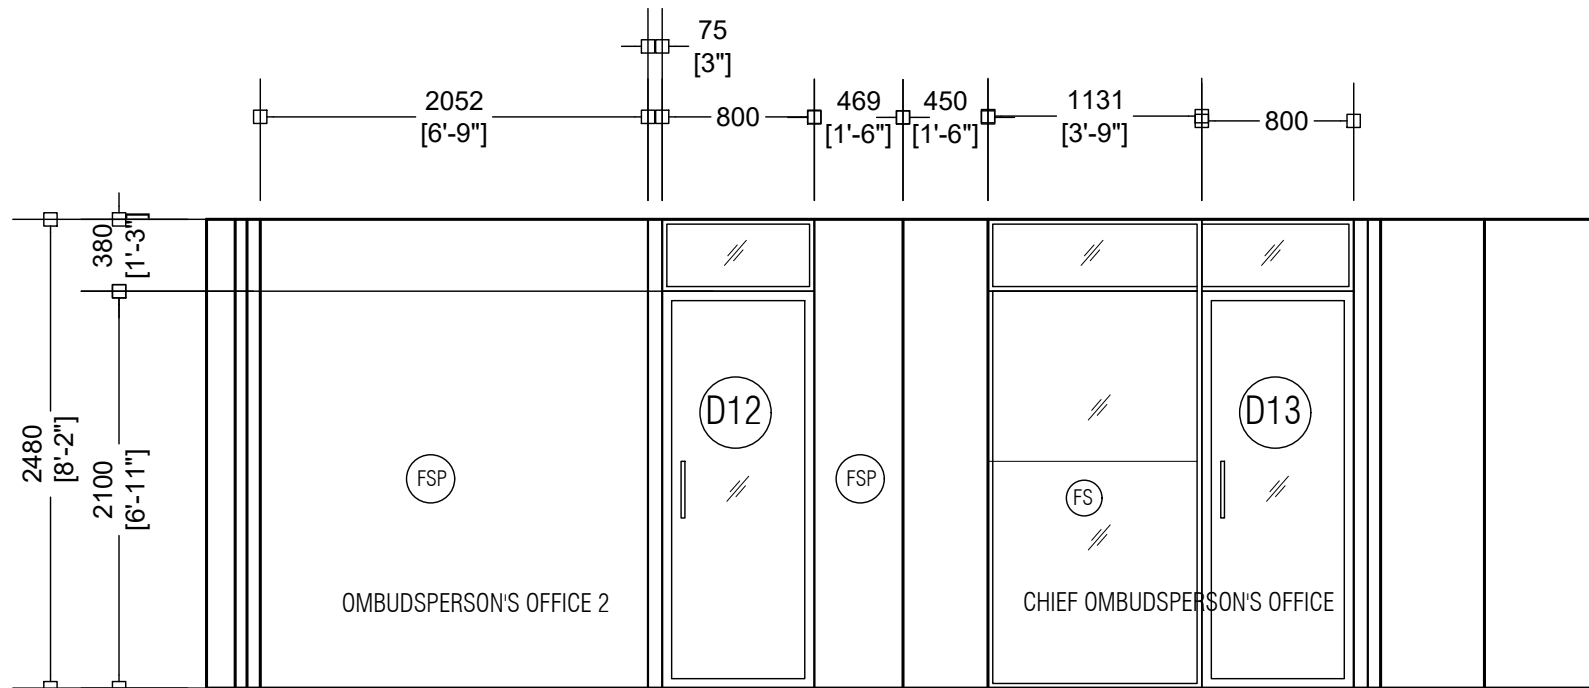 75
[3"]
2052
[6'-9"]
800
469
[1'-6"]
450
[1'-6"]
1131
[3'-9"]
800
380
[1'-3"]
2480
[8'-2"]
2100
[6'-11"]
D12
D13
FSP
FSP
FS
OMBUDSPERSON'S OFFICE 2
CHIEF OMBUDSPERSON'S OFFICE